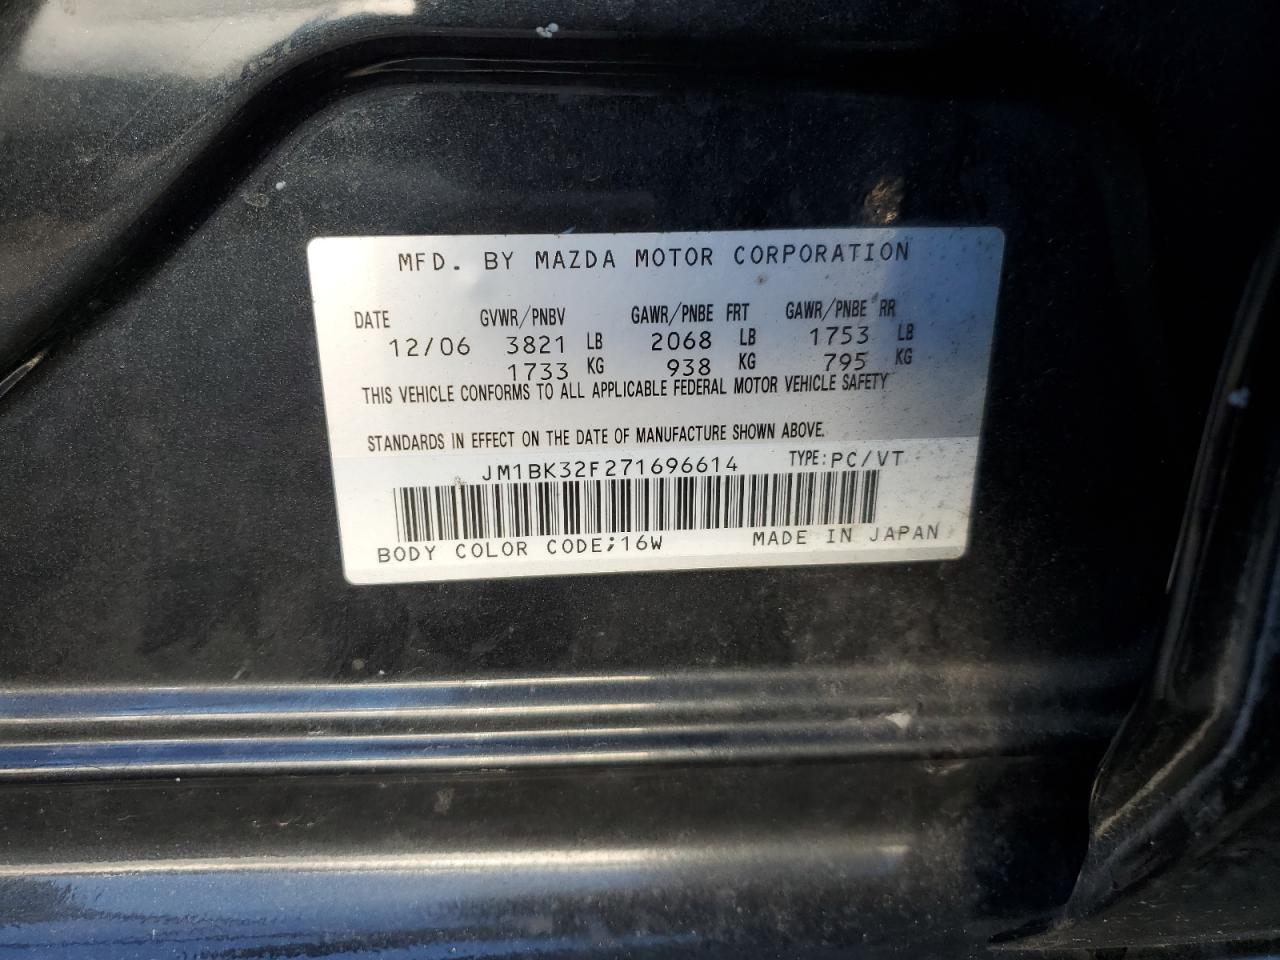 MFD. BY MAZDA MOTOR CORPORATION
DATE GVWR/PNBV GAWR/PNBE FRT GAWR/PNBE RR
12/06 3821 LB 2068 LB 1753 LB
1733 KG 938 KG 795 KG
THIS VEHICLE CONFORMS TO ALL APPLICABLE FEDERAL MOTOR VEHICLE SAFETY
STANDARDS IN EFFECT ON THE DATE OF MANUFACTURE SHOWN ABOVE.
JM1BK32F271696614 TYPE:PC/VT
BODY COLOR CODE;16W MADE IN JAPAN